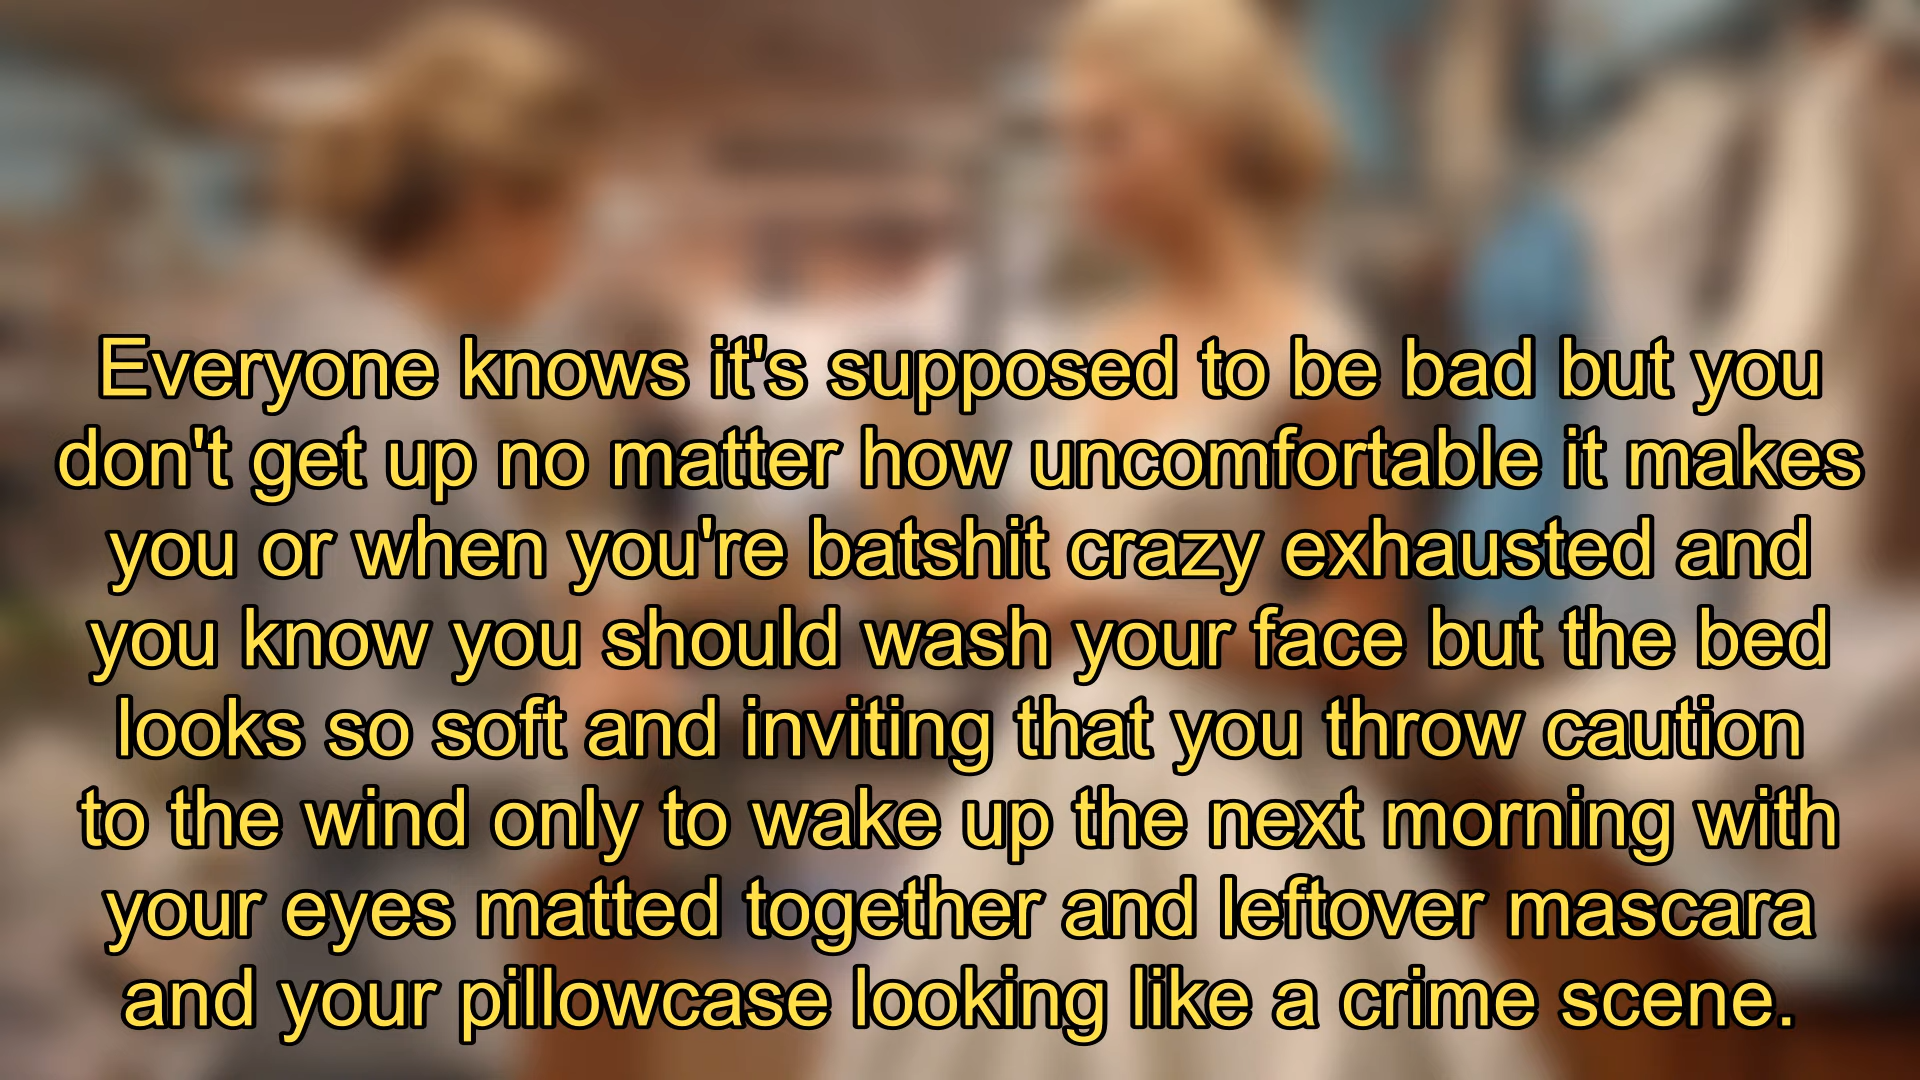 Everyone knows it's supposed to be bad but you
don't get up no matter how uncomfortable it makes
you or when you're batshit crazy exhausted and
you know you should wash your face but the bed
looks so soft and inviting that you throw caution
to the wind only to wake up the next morning with
your eyes matted together and leftover mascara
and your pillowcase looking like a crime scene.